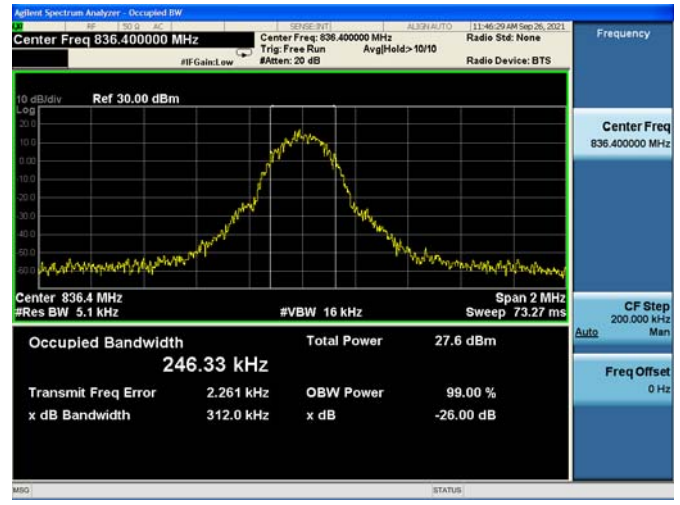 Agilent Spectrum Analyzer - Occupied BW
RF 50 Ω AC SENSE:INT ALIGN AUTO 11:46:29 AM Sep 26, 2021
Center Freq 836.400000 MHz
Center Freq: 836.400000 MHz
Radio Std: None
Trig: Free Run Avg|Hold:> 10/10
#IFGain:Low #Atten: 20 dB Radio Device: BTS
10 dB/div Ref 30.00 dBm
Log
20.0
10.0
0.00
-10.0
-20.0
-30.0
-40.0
-50.0
-60.0
Center 836.4 MHz Span 2 MHz
#Res BW 5.1 kHz #VBW 16 kHz Sweep 73.27 ms
Occupied Bandwidth Total Power 27.6 dBm
246.33 kHz
Transmit Freq Error 2.261 kHz OBW Power 99.00 %
x dB Bandwidth 312.0 kHz x dB -26.00 dB
MSG STATUS
Frequency
Center Freq
836.400000 MHz
CF Step
200.000 kHz
Auto Man
Freq Offset
0 Hz